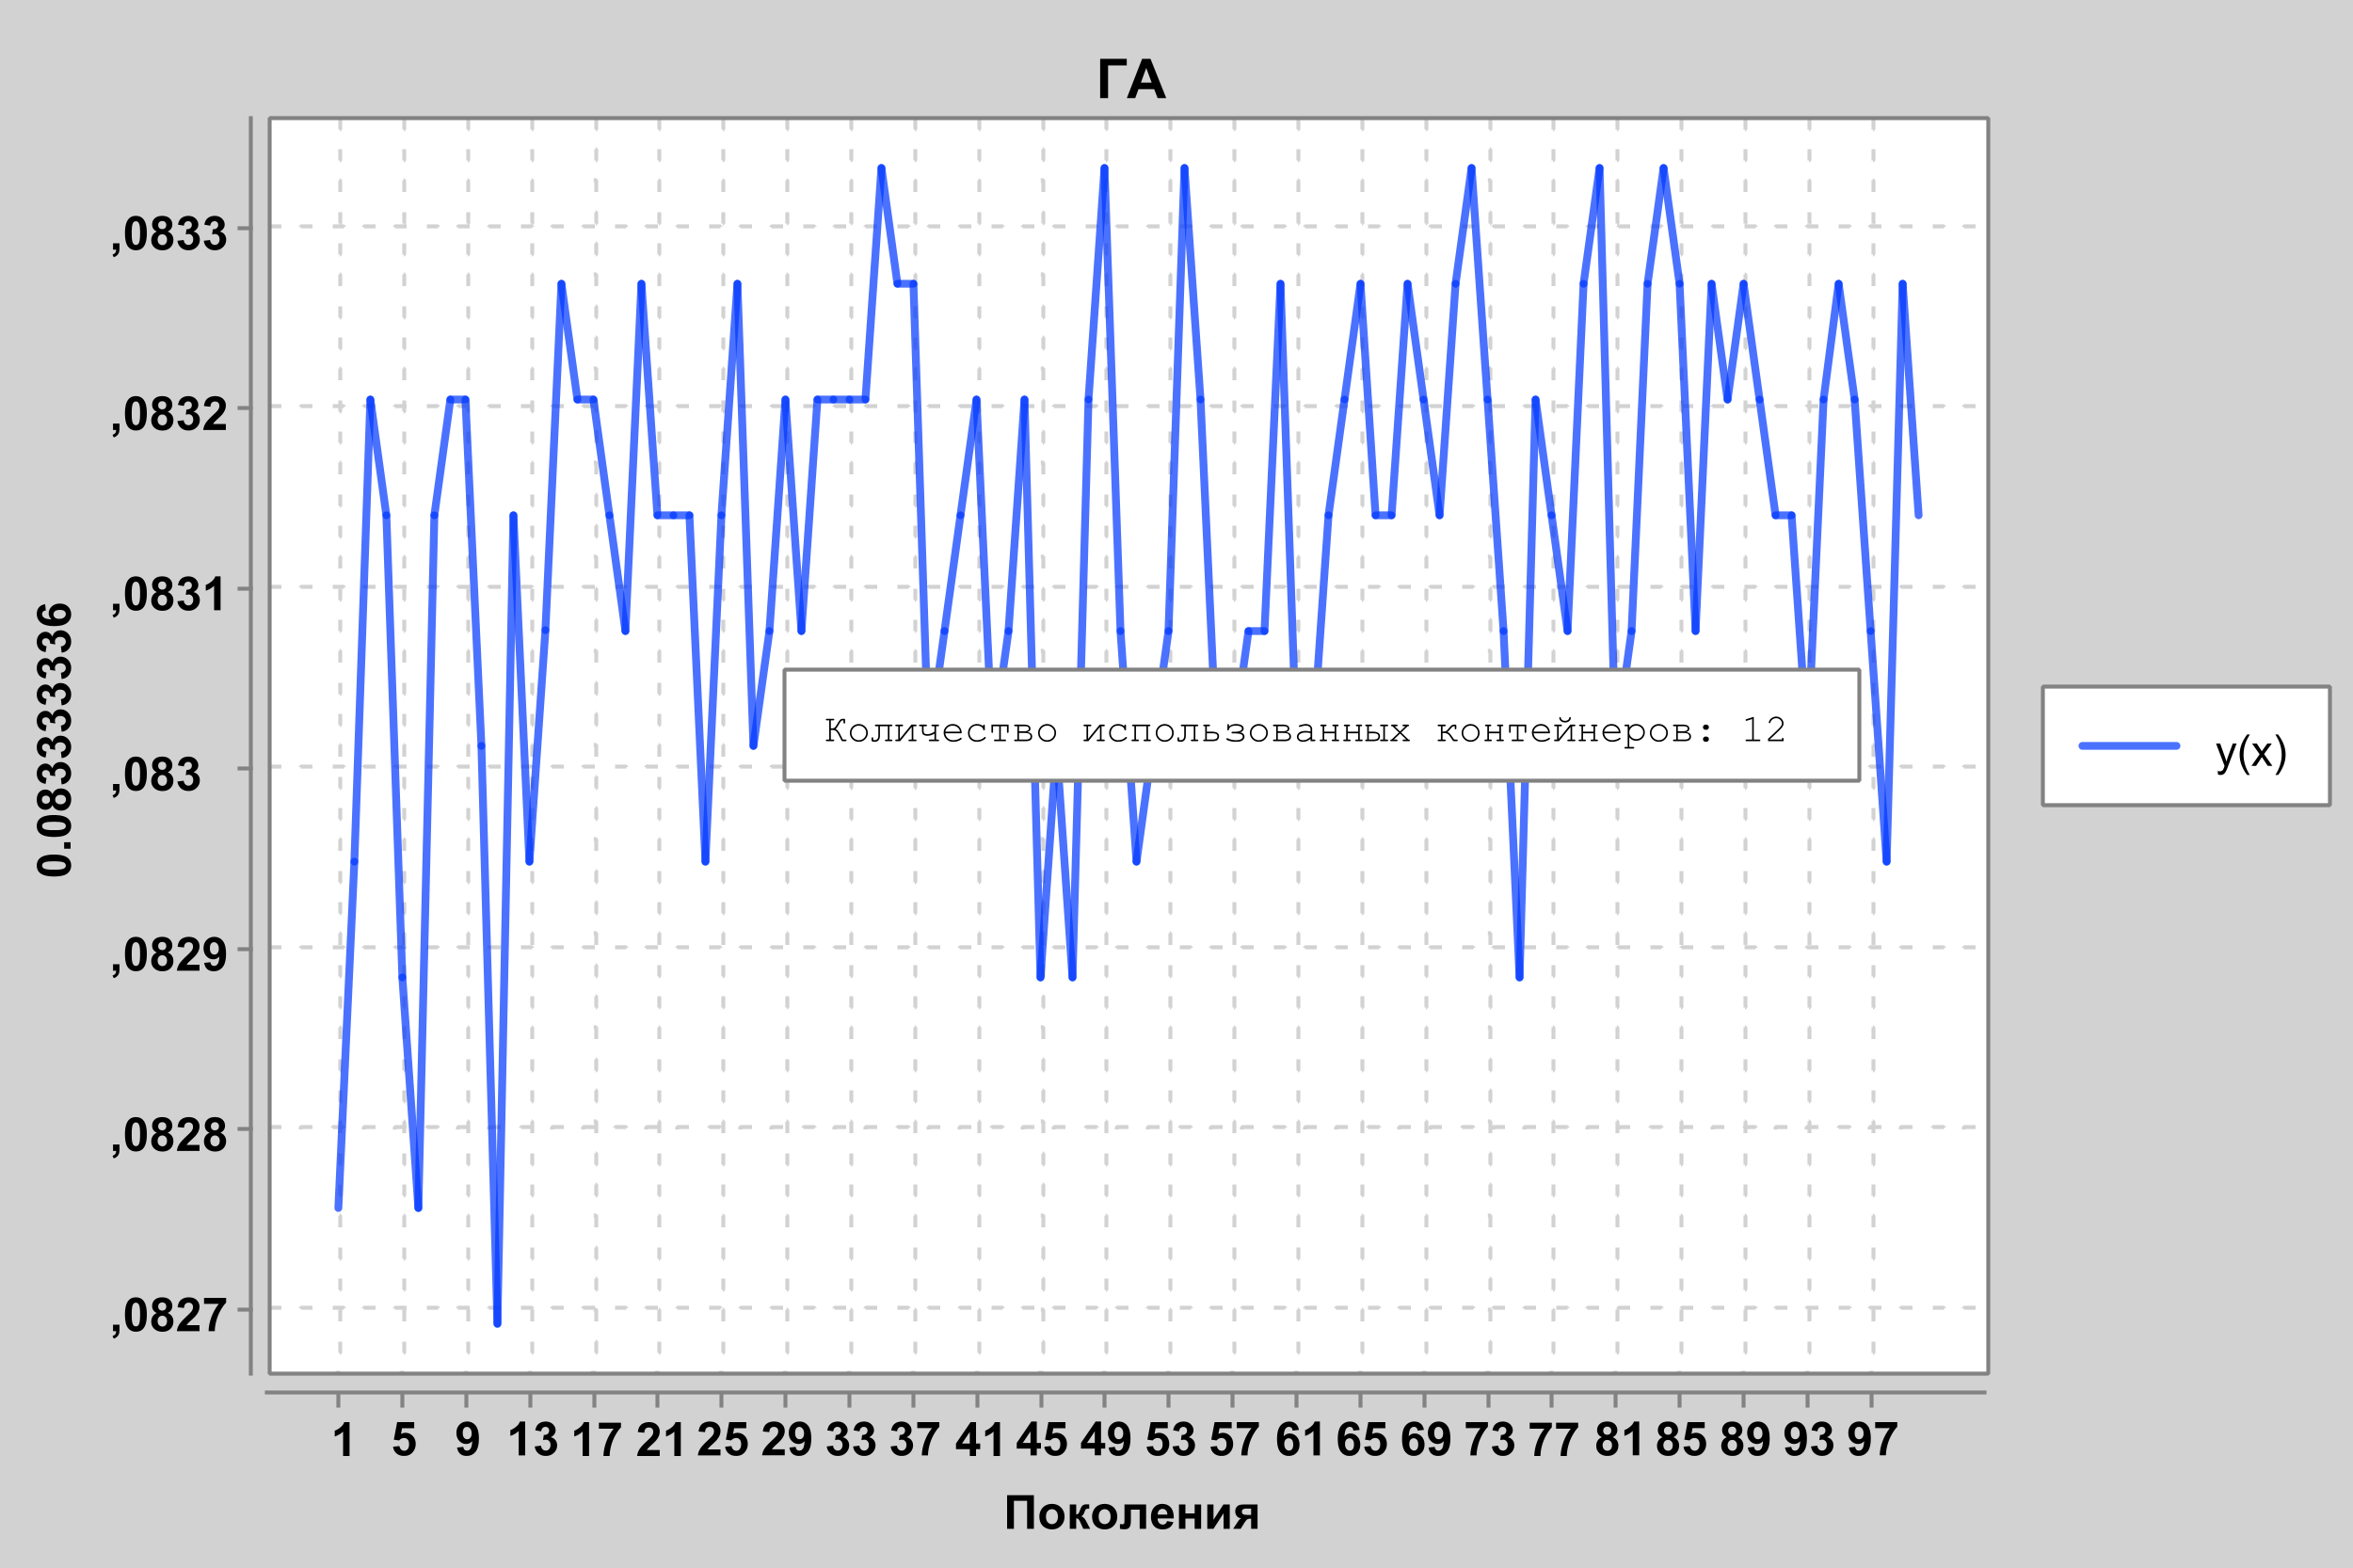 ГА
0.08333333336
,0833
,0832
,0831
,083
,0829
,0828
,0827
Количество использованных контейнеров: 12
y(x)
1 5 9 13 17 21 25 29 33 37 41 45 49 53 57 61 65 69 73 77 81 85 89 93 97
Поколения